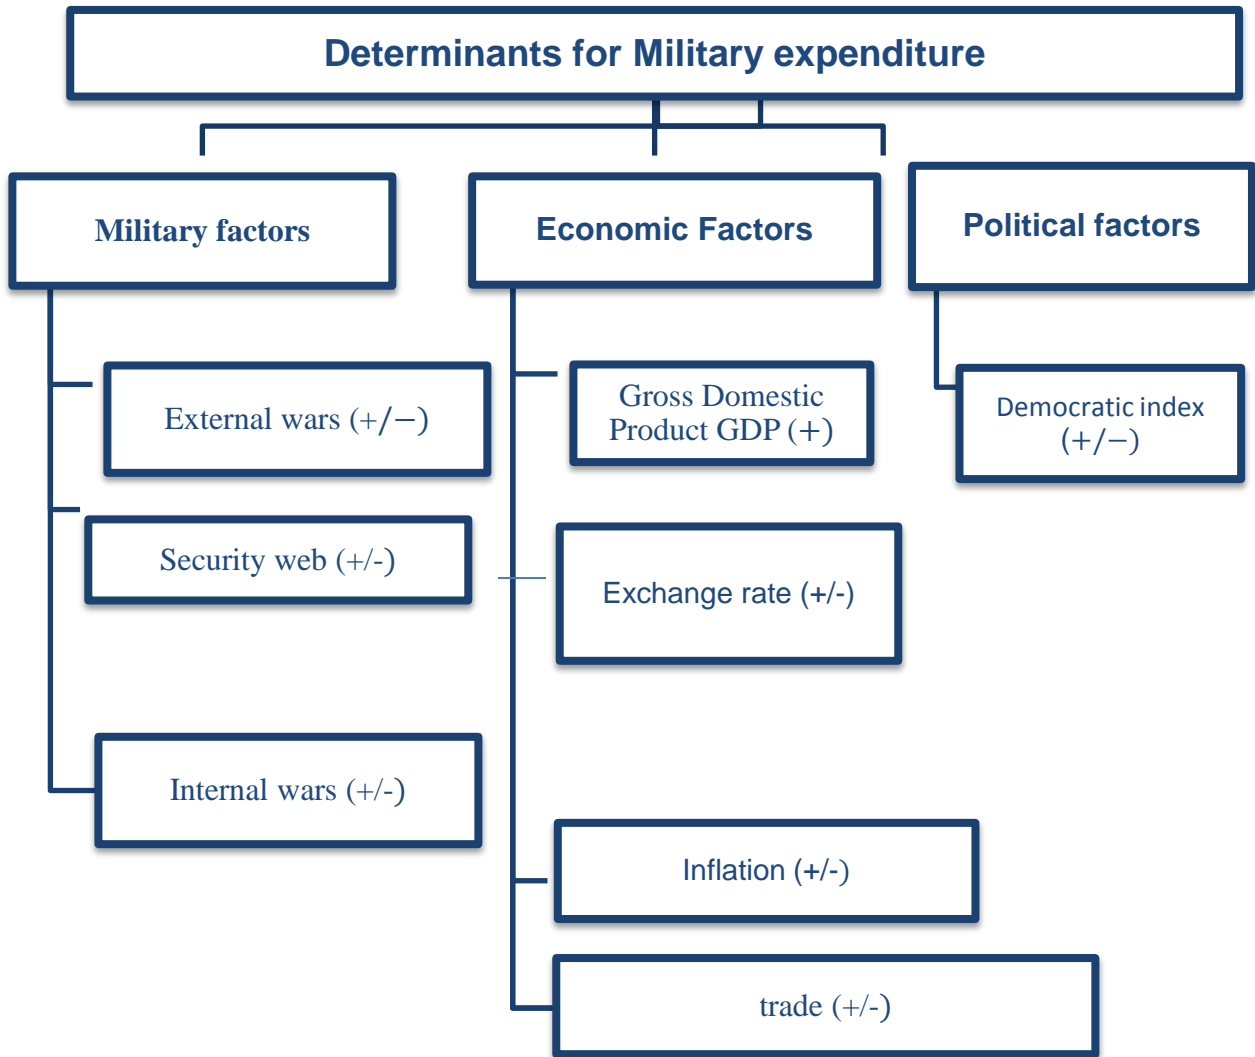 Determinants for Military expenditure
Military factors
Economic Factors
Political factors
External wars (+/−)
Security web (+/-)
Internal wars (+/-)
Gross Domestic
Product GDP (+)
Exchange rate (+/-)
Inflation (+/-)
trade (+/-)
Democratic index
(+/−)